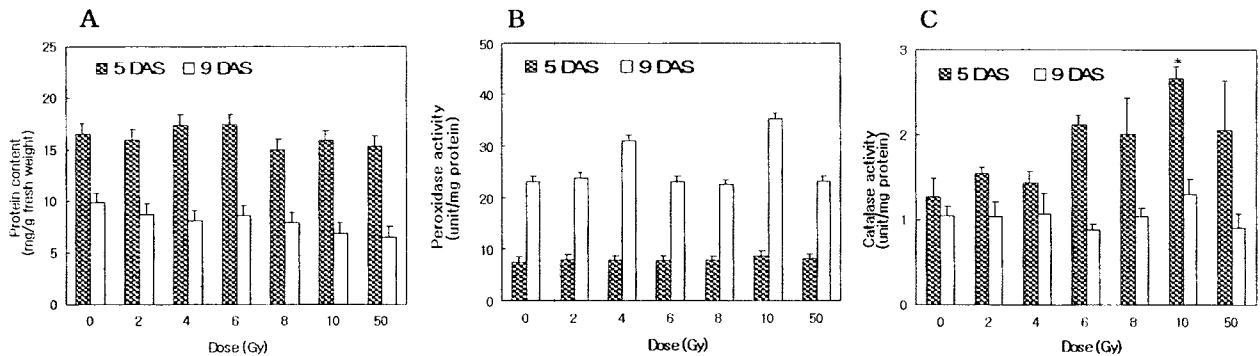 A
Protein content
(mg/g fresh weight)
25
20
15
10
5
0
5 DAS 9 DAS
0 2 4 6 8 10 50
Dose (Gy)
B
Peroxidase activity
(unit/mg protein)
50
40
30
20
10
0
5 DAS 9 DAS
0 2 4 6 8 10 50
Dose (Gy)
C
Catalase activity
(unit/mg protein)
3
2
1
0
5 DAS 9 DAS
*
0 2 4 6 8 10 50
Dose (Gy)